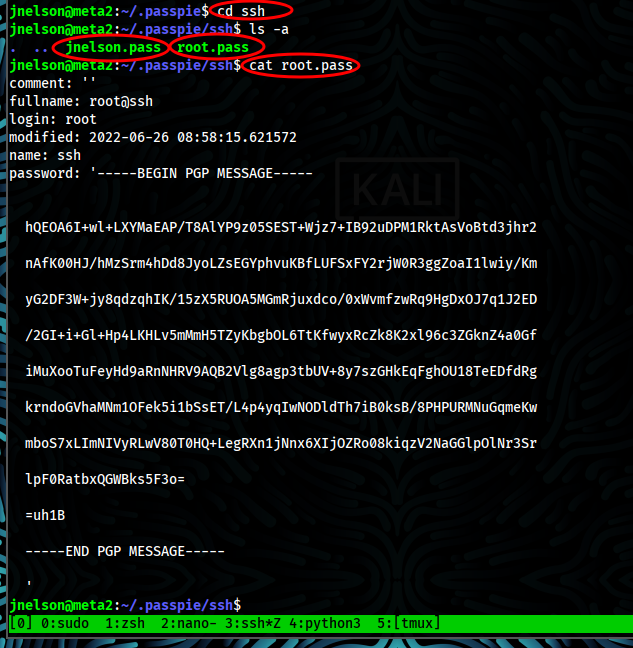 jnelson@meta2:~/.passpie$ cd ssh
jnelson@meta2:~/.passpie/ssh$ ls -a
.  ..  jnelson.pass  root.pass
jnelson@meta2:~/.passpie/ssh$ cat root.pass
comment: ''
fullname: root@ssh
login: root
modified: 2022-06-26 08:58:15.621572
name: ssh
password: '-----BEGIN PGP MESSAGE-----
KALI
hQEOA6I+wl+LXYMaEAP/T8AlYP9z05SEST+Wjz7+IB92uDPM1RktAsVoBtd3jhr2
nAfK00HJ/hMzSrm4hDd8JyoLZsEGYphvuKBfLUFSxFY2rjW0R3ggZoaI1lwiy/Km
yG2DF3W+jy8qdzqhIK/15zX5RUOA5MGmRjuxdco/0xWvmfzwRq9HgDxOJ7q1J2ED
/2GI+i+Gl+Hp4LKHLv5mMmH5TZyKbgbOL6TtKfwyxRcZk8K2xl96c3ZGknZ4a0Gf
iMuXooTuFeyHd9aRnNHRV9AQB2Vlg8agp3tbUV+8y7szGHkEqFghOU18TeEDfdRg
krndoGVhaMNm1OFek5i1bSsET/L4p4yqIwNODldTh7iB0ksB/8PHPURMNuGqmeKw
mboS7xLImNIVyRLwV80T0HQ+LegRXn1jNnx6XIjOZRo08kiqzV2NaGGlpOlNr3Sr
lpF0RatbxQGWBks5F3o=
=uh1B
-----END PGP MESSAGE-----
'
jnelson@meta2:~/.passpie/ssh$
[0] 0:sudo  1:zsh  2:nano- 3:ssh*Z 4:python3  5:[tmux]